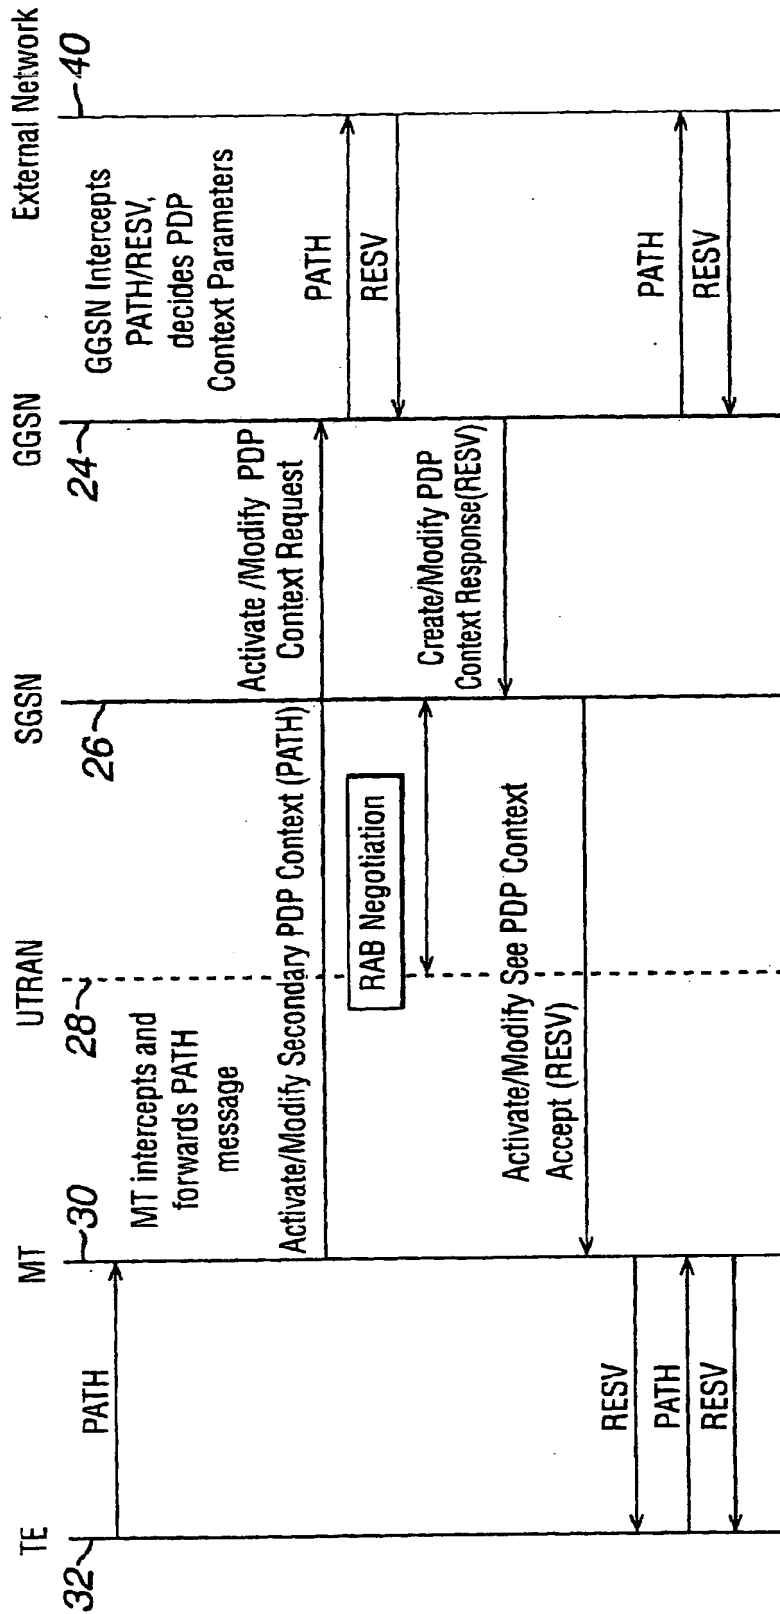 TE
MT
UTRAN
SGSN
GGSN
External Network
32
30
28
26
24
40
PATH
MT intercepts and
forwards PATH
message
GGSN Intercepts
PATH/RESV,
decides PDP
Context Parameters
Activate/Modify Secondary PDP Context (PATH)
Activate /Modify PDP
Context Request
PATH
RESV
RAB Negotiation
Create/Modify PDP
Context Response(RESV)
Activate/Modify See PDP Context
Accept (RESV)
RESV
PATH
RESV
PATH
RESV